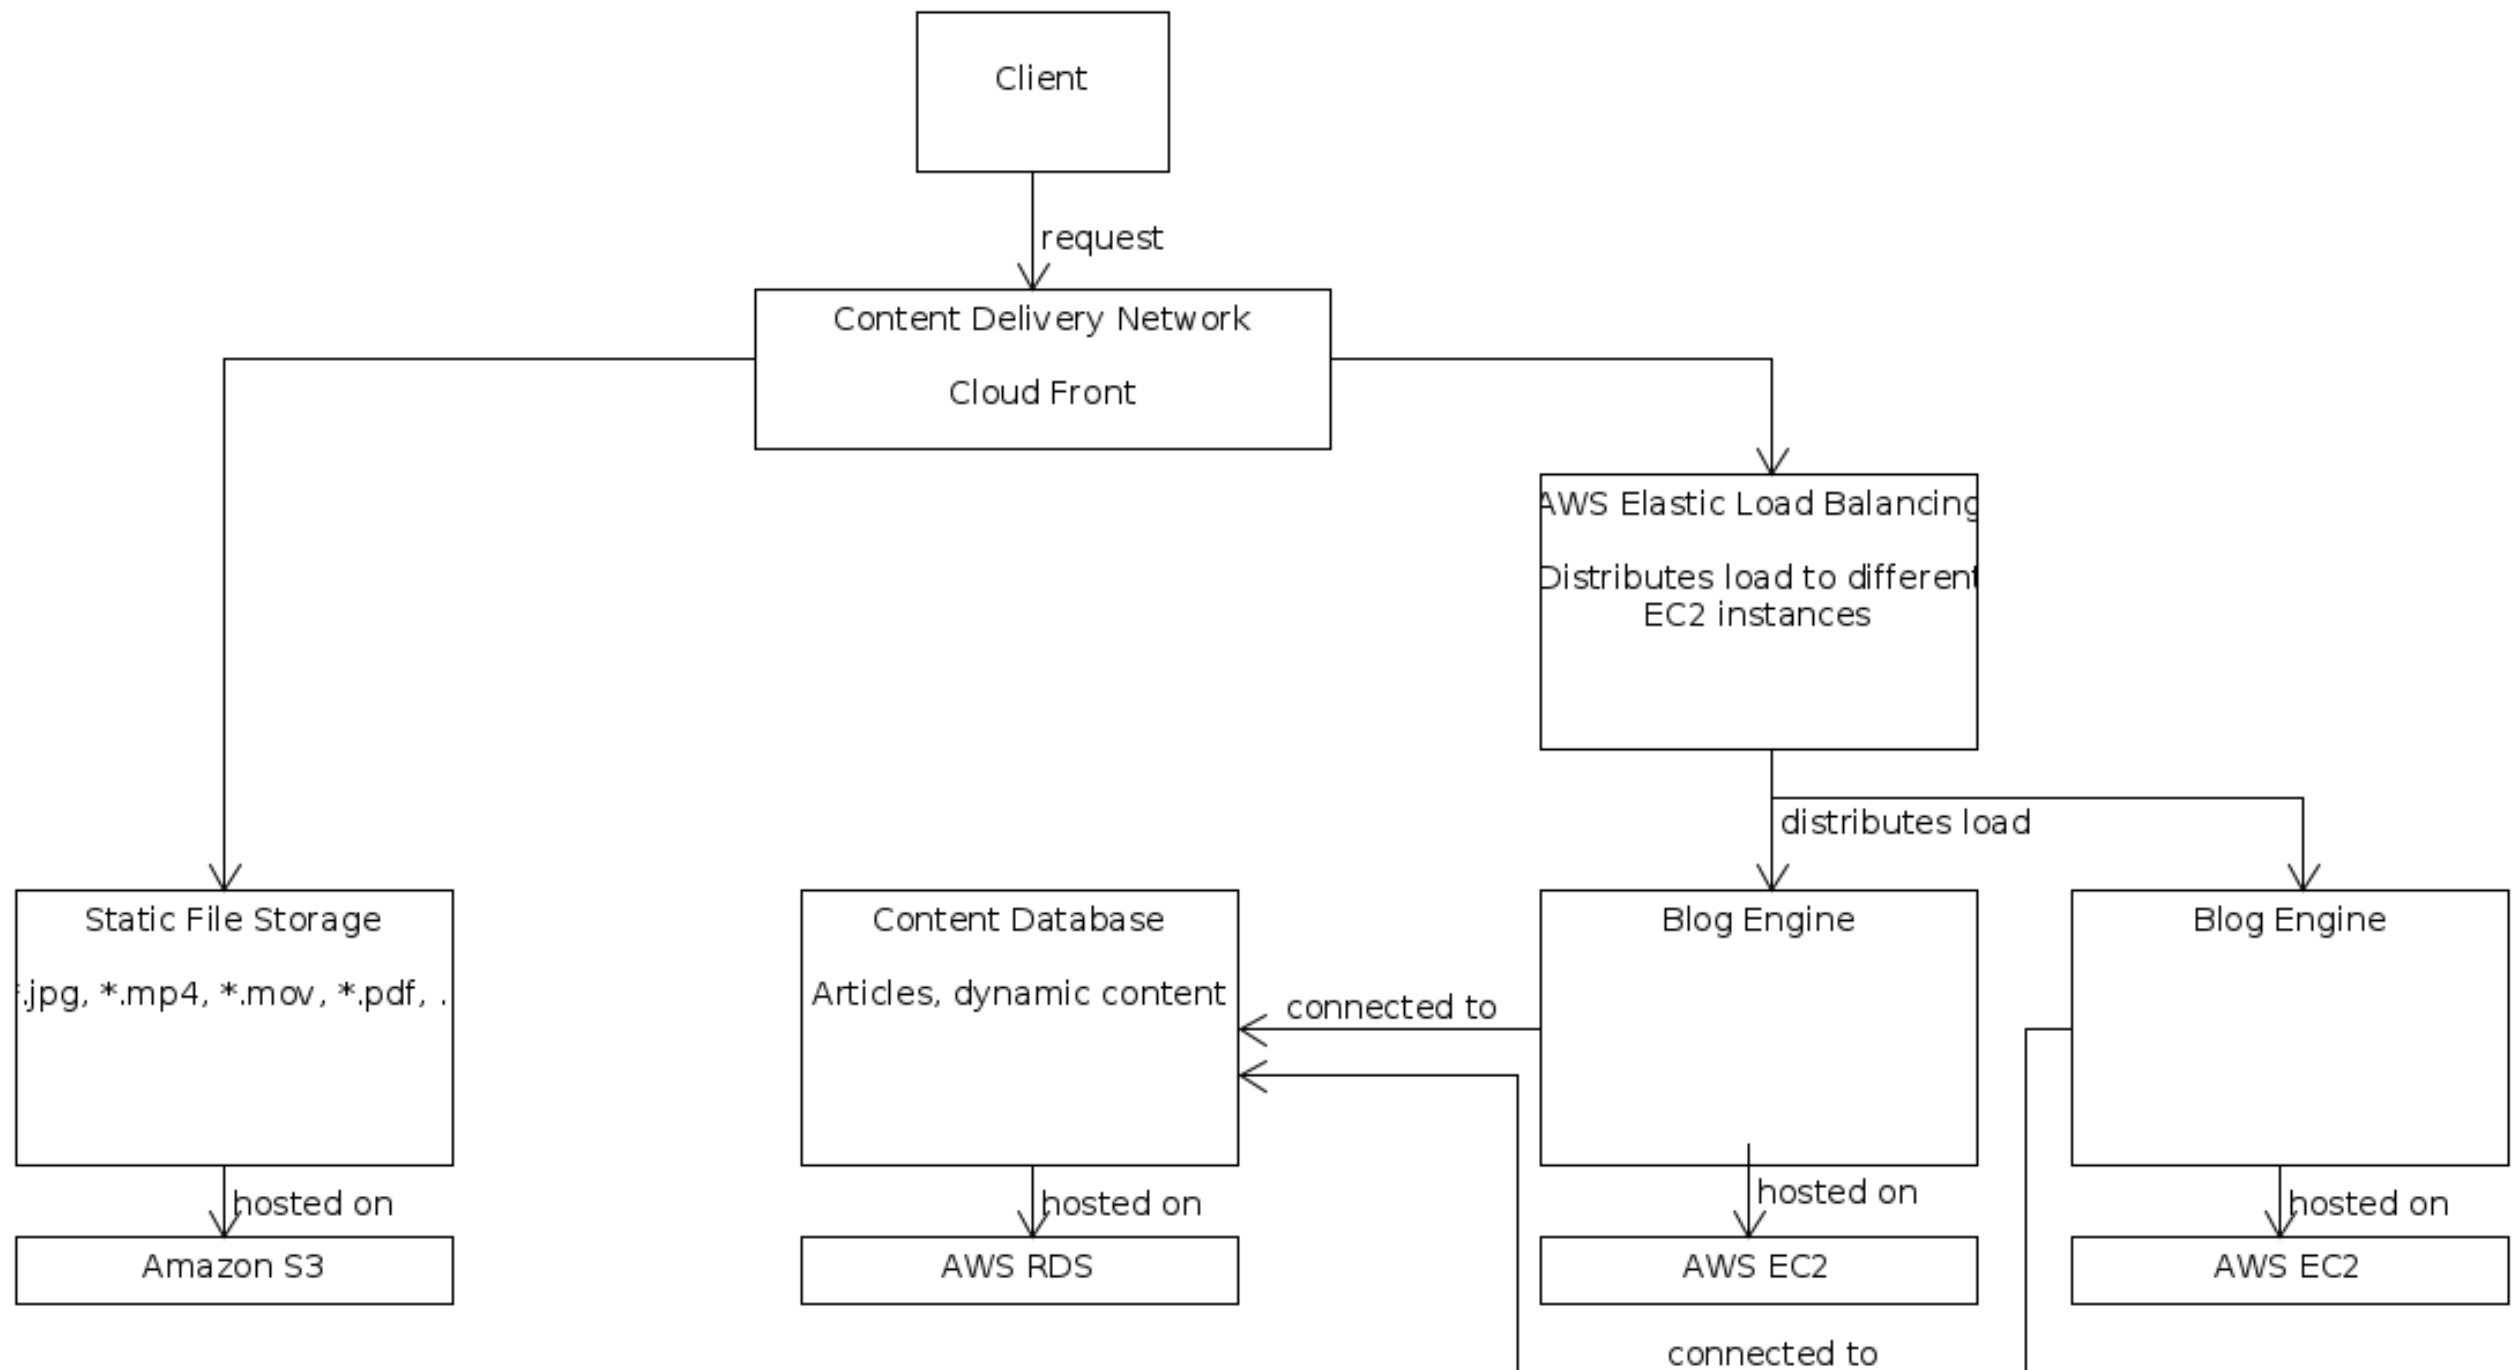 Client
request
Content Delivery Network
Cloud Front
AWS Elastic Load Balancing
Distributes load to different
EC2 instances
distributes load
Static File Storage
*.jpg, *.mp4, *.mov, *.pdf, .
Content Database
Articles, dynamic content
Blog Engine
Blog Engine
connected to
hosted on
hosted on
hosted on
hosted on
Amazon S3
AWS RDS
AWS EC2
AWS EC2
connected to